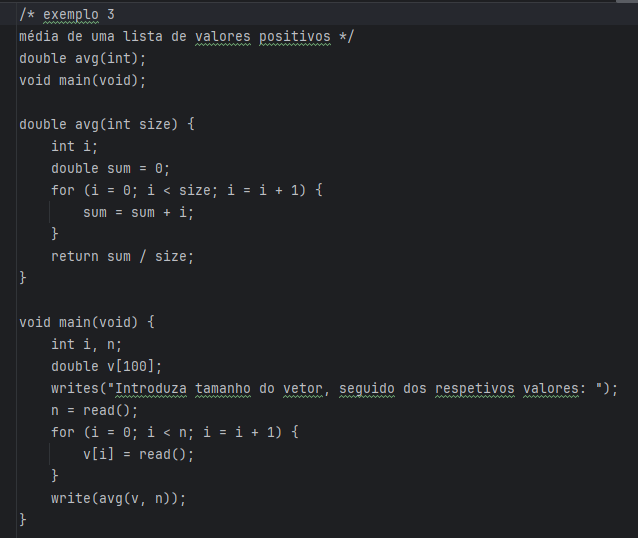 /* exemplo 3
média de uma lista de valores positivos */
double avg(int);
void main(void);

double avg(int size) {
    int i;
    double sum = 0;
    for (i = 0; i < size; i = i + 1) {
        sum = sum + i;
    }
    return sum / size;
}

void main(void) {
    int i, n;
    double v[100];
    writes("Introduza tamanho do vetor, seguido dos respetivos valores: ");
    n = read();
    for (i = 0; i < n; i = i + 1) {
        v[i] = read();
    }
    write(avg(v, n));
}